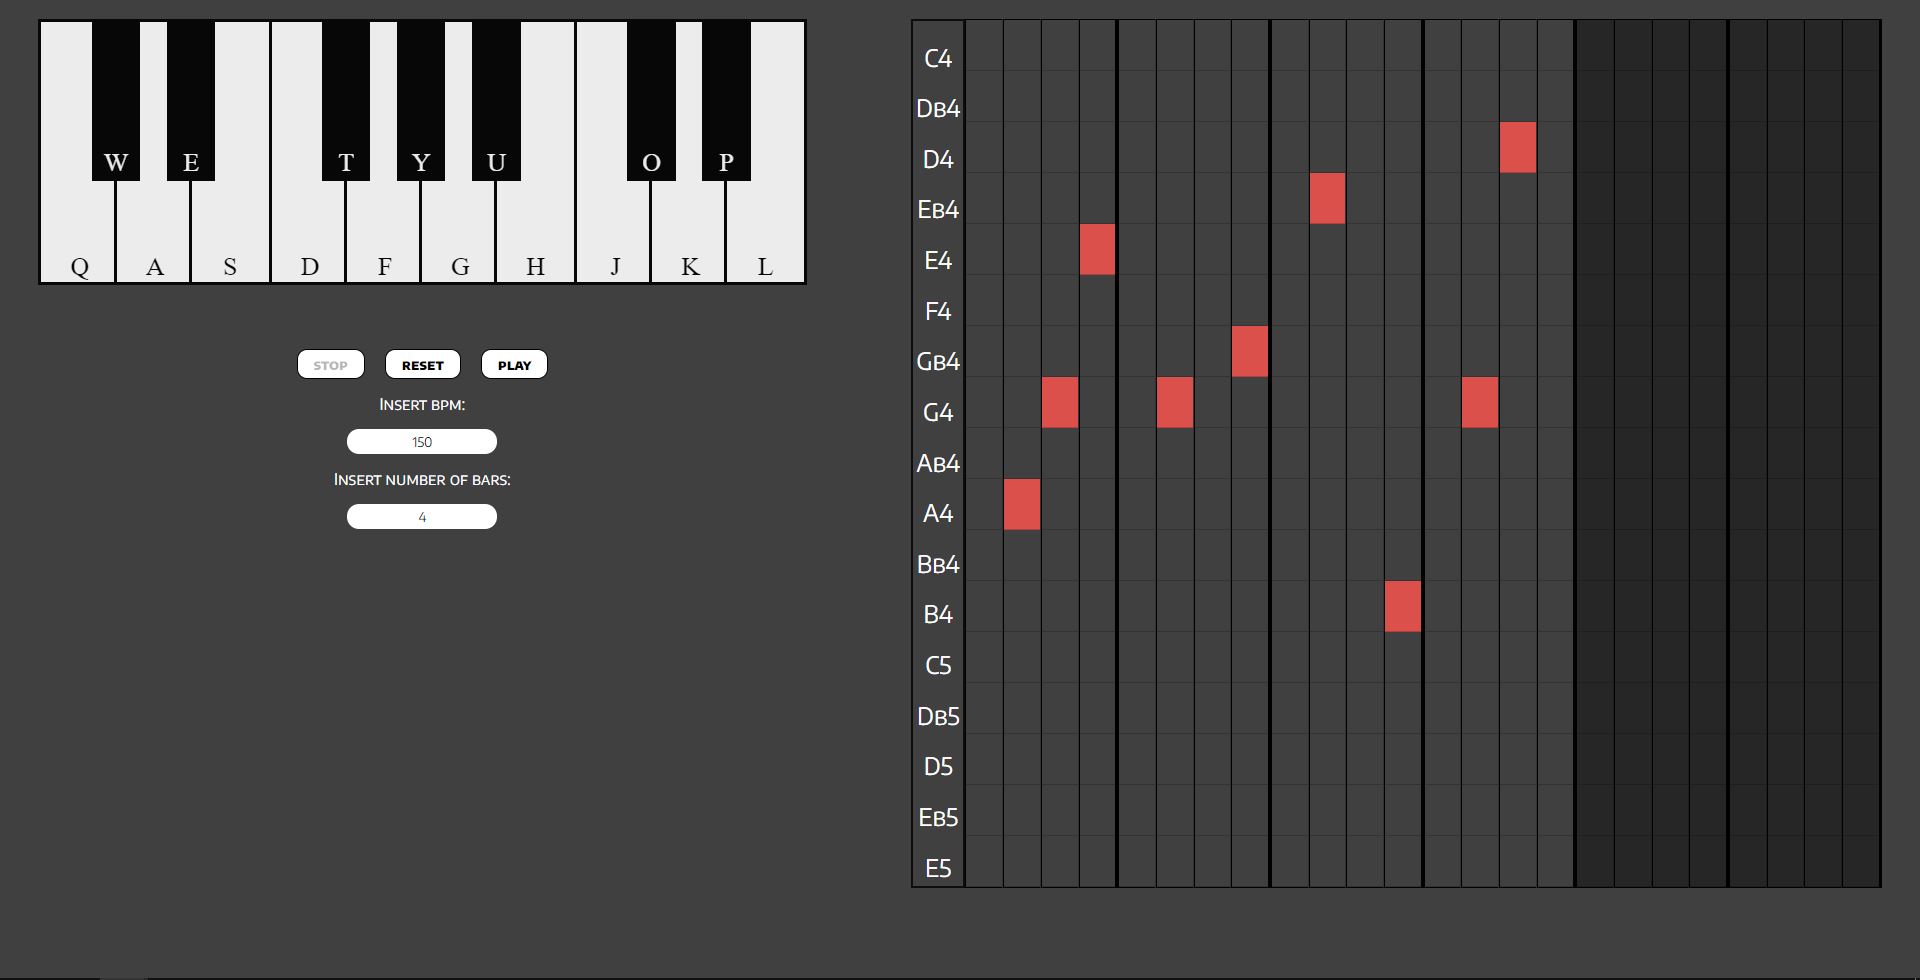 W E T Y U O P
Q A S D F G H J K L
STOP RESET PLAY
INSERT BPM:
150
INSERT NUMBER OF BARS:
4
C4
DB4
D4
EB4
E4
F4
GB4
G4
AB4
A4
BB4
B4
C5
DB5
D5
EB5
E5